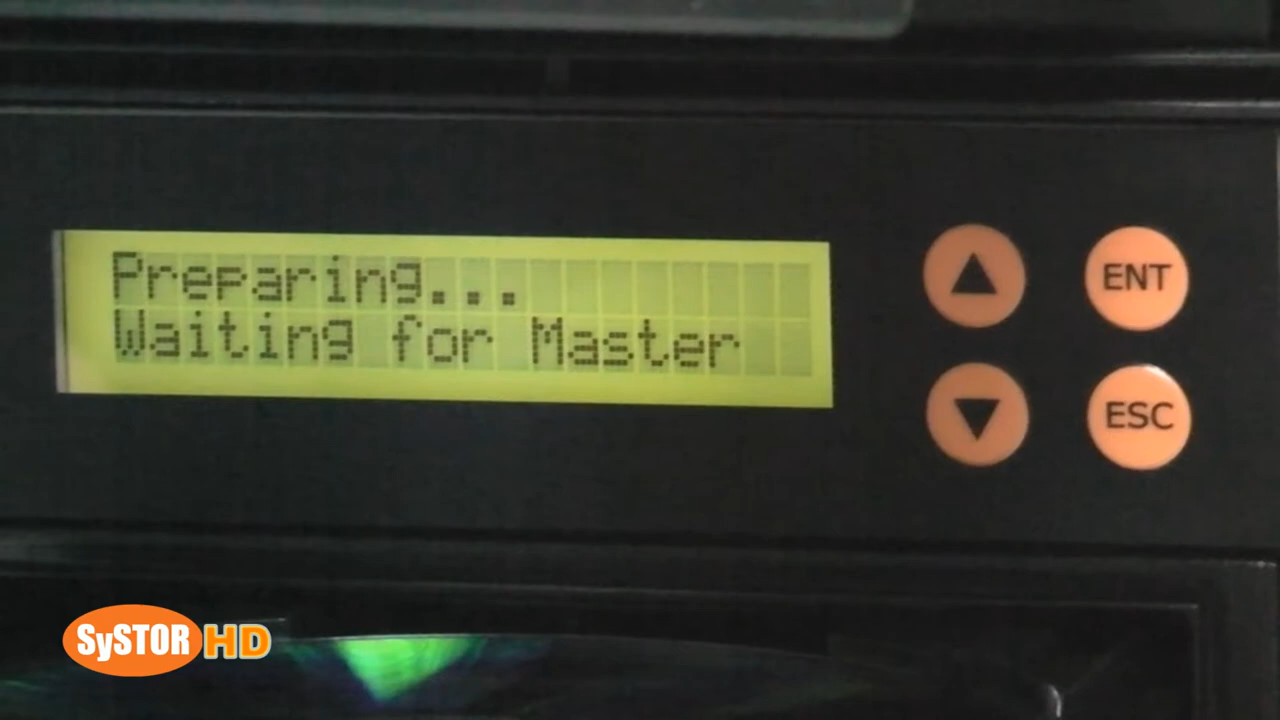 Preparing...
Waiting for Master
ENT
ESC
SySTOR HD